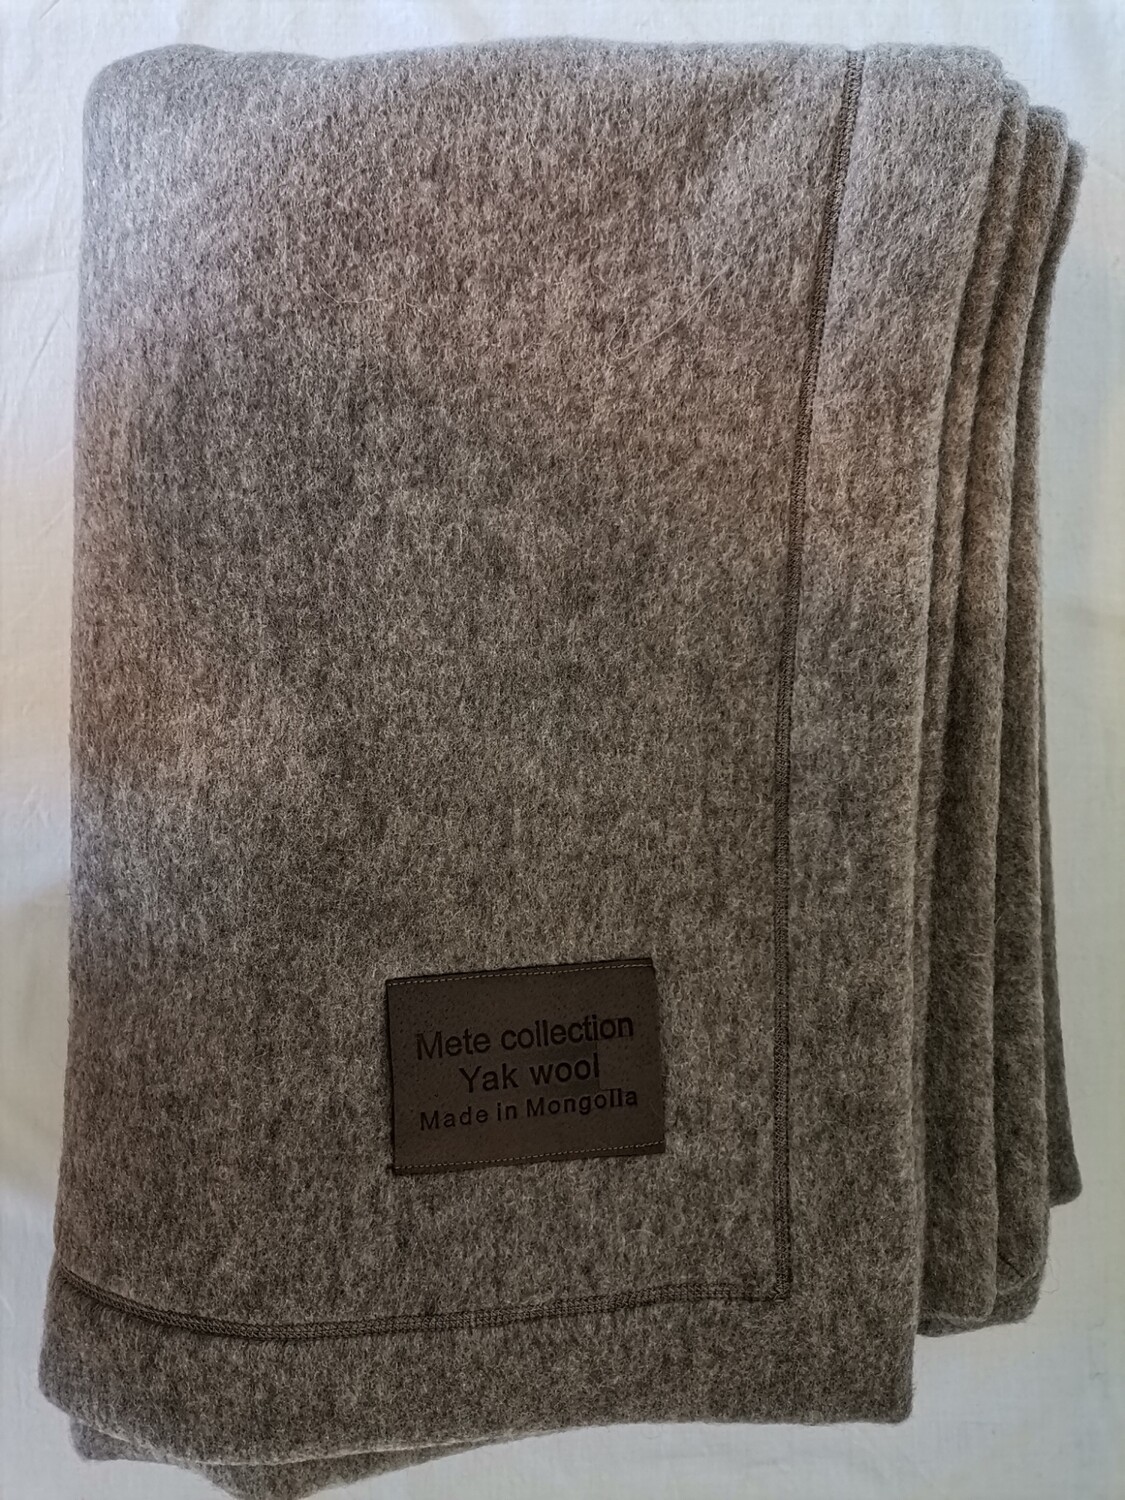 Mete collection
Yak wool
Made in Mongolia